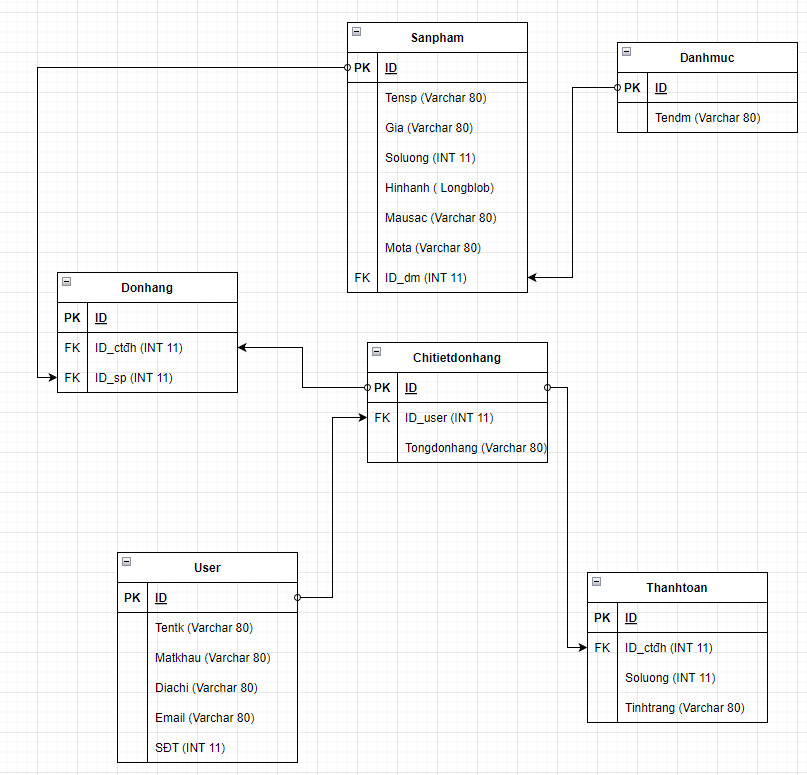 Sanpham
PK ID
Tensp (Varchar 80)
Gia (Varchar 80)
Soluong (INT 11)
Hinhanh ( Longblob)
Mausac (Varchar 80)
Mota (Varchar 80)
FK ID_dm (INT 11)
Danhmuc
PK ID
Tendm (Varchar 80)
Donhang
PK ID
FK ID_ctđh (INT 11)
FK ID_sp (INT 11)
Chitietdonhang
PK ID
FK ID_user (INT 11)
Tongdonhang (Varchar 80)
User
PK ID
Tentk (Varchar 80)
Matkhau (Varchar 80)
Diachi (Varchar 80)
Email (Varchar 80)
SĐT (INT 11)
Thanhtoan
PK ID
FK ID_ctđh (INT 11)
Soluong (INT 11)
Tinhtrang (Varchar 80)